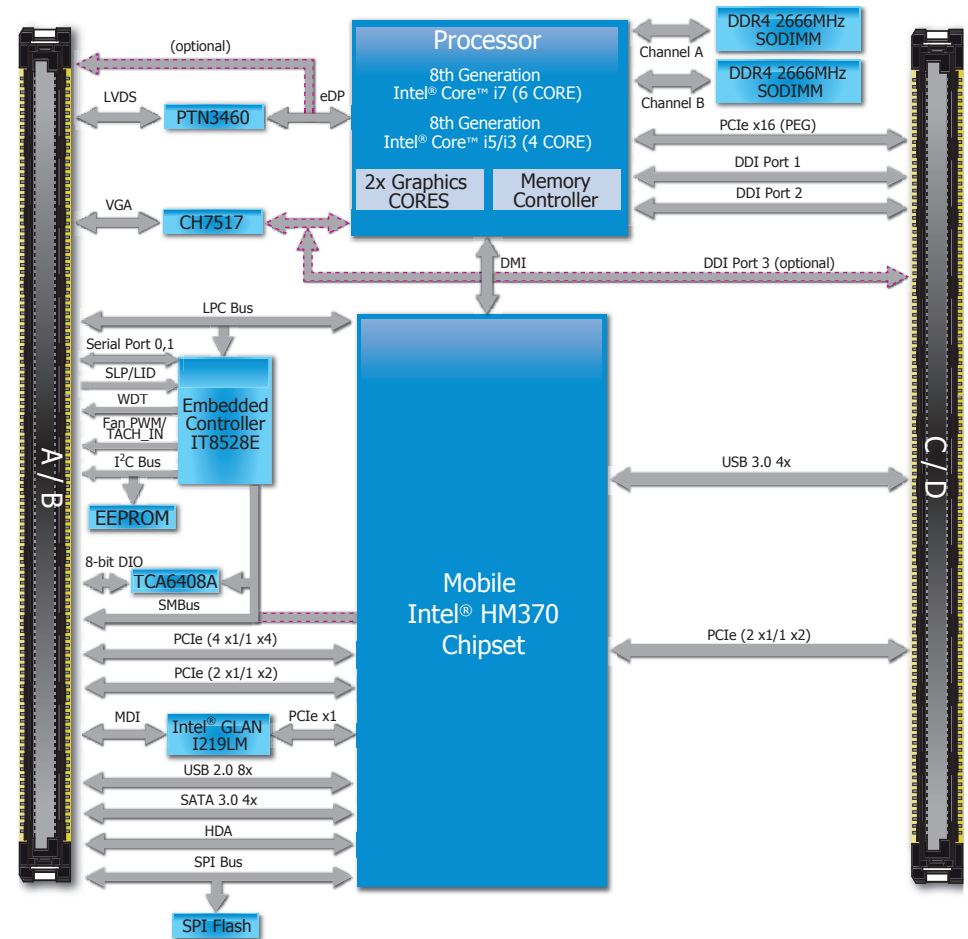 (optional)
LVDS
PTN3460
eDP
VGA
CH7517
Processor
8th Generation
Intel® Core™ i7 (6 CORE)
8th Generation
Intel® Core™ i5/i3 (4 CORE)
2x Graphics
CORES
Memory
Controller
Channel A
DDR4 2666MHz
SODIMM
Channel B
DDR4 2666MHz
SODIMM
PCIe x16 (PEG)
DDI Port 1
DDI Port 2
DMI
DDI Port 3 (optional)
LPC Bus
Serial Port 0,1
SLP/LID
WDT
Fan PWM/
TACH_IN
I²C Bus
Embedded
Controller
IT8528E
EEPROM
A / B
C / D
8-bit DIO
TCA6408A
SMBus
PCIe (4 x1/1 x4)
PCIe (2 x1/1 x2)
MDI
Intel® GLAN
I219LM
PCIe x1
USB 2.0 8x
SATA 3.0 4x
HDA
SPI Bus
SPI Flash
Mobile
Intel® HM370
Chipset
USB 3.0 4x
PCIe (2 x1/1 x2)